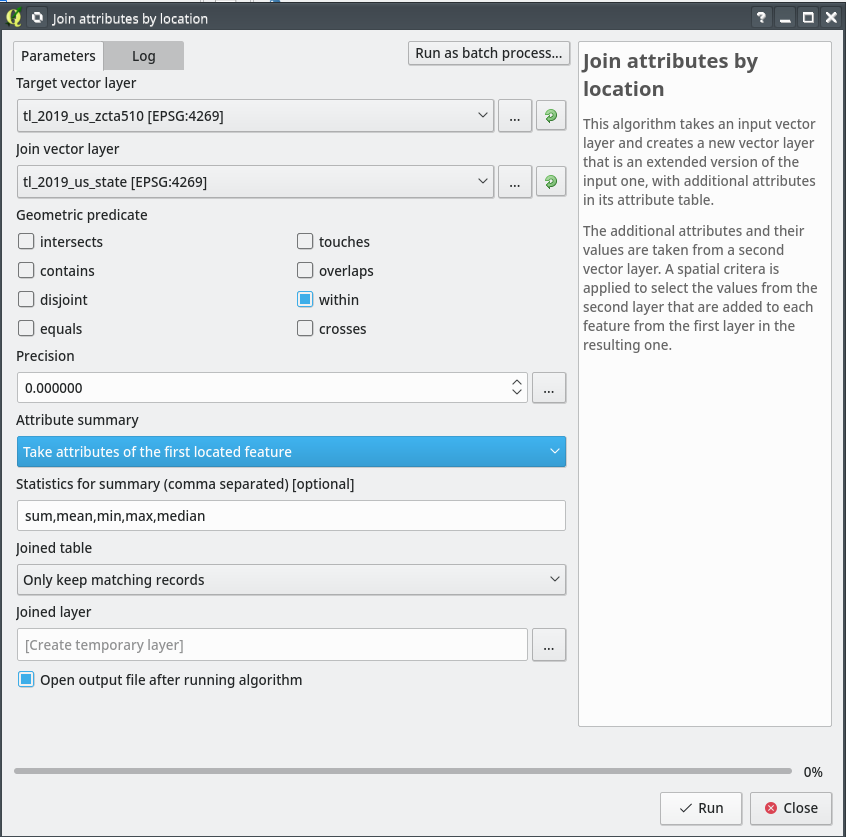 Join attributes by location
Parameters
Log
Run as batch process...
Target vector layer
tl_2019_us_zcta510 [EPSG:4269]
...
Join vector layer
tl_2019_us_state [EPSG:4269]
...
Geometric predicate
intersects
touches
contains
overlaps
disjoint
within
equals
crosses
Precision
0.000000
...
Attribute summary
Take attributes of the first located feature
Statistics for summary (comma separated) [optional]
sum,mean,min,max,median
Joined table
Only keep matching records
Joined layer
[Create temporary layer]
...
Open output file after running algorithm
Join attributes by
location
This algorithm takes an input vector
layer and creates a new vector layer
that is an extended version of the
input one, with additional attributes
in its attribute table.
The additional attributes and their
values are taken from a second
vector layer. A spatial critera is
applied to select the values from the
second layer that are added to each
feature from the first layer in the
resulting one.
0%
Run
Close